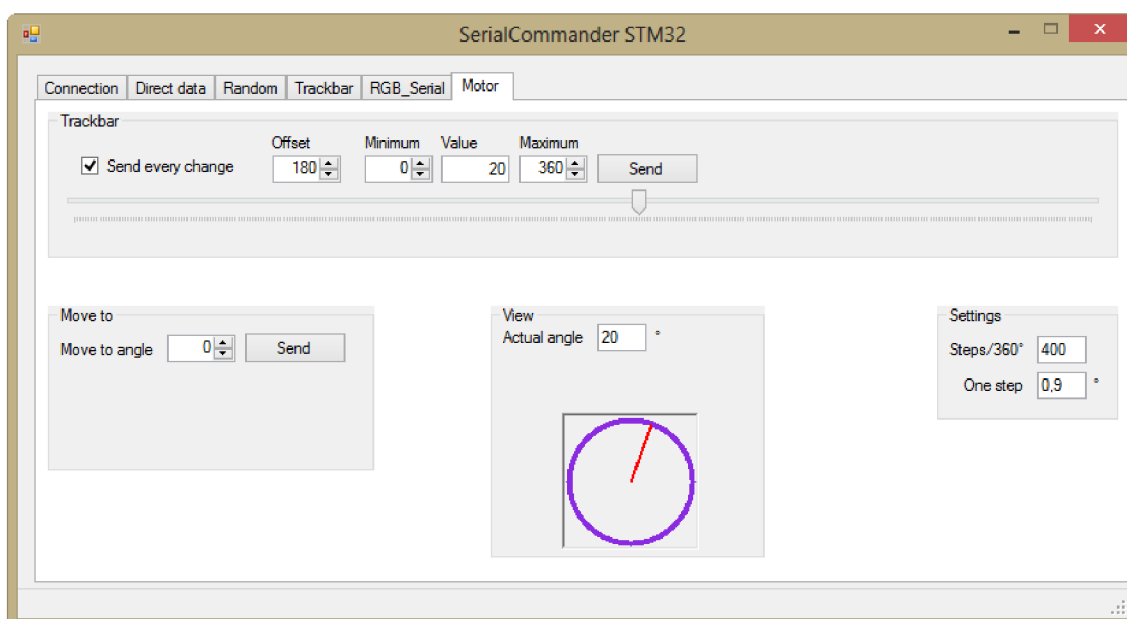 SerialCommander STM32
Connection Direct data Random Trackbar RGB_Serial Motor
Trackbar
Offset Minimum Value Maximum
Send every change 180 0 20 360 Send
Move to
Move to angle 0 Send
View
Actual angle 20 °
Settings
Steps/360° 400
One step 0,9 °